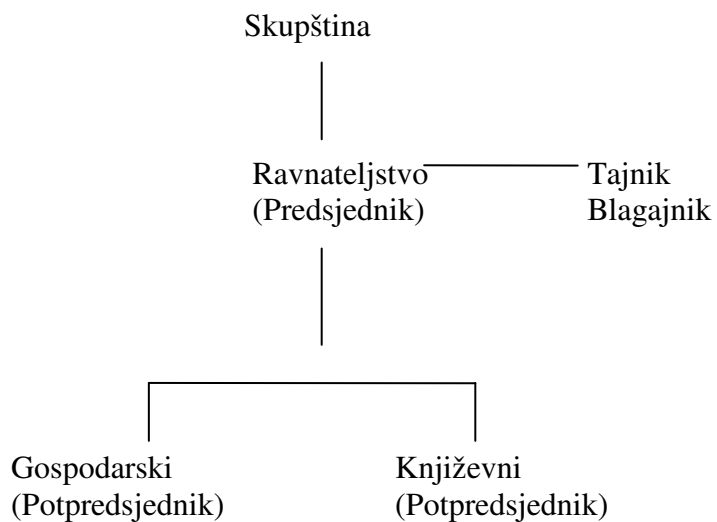 Skupština
Ravnateljstvo
(Predsjednik)
Tajnik
Blagajnik
Gospodarski
(Potpredsjednik)
Književni
(Potpredsjednik)